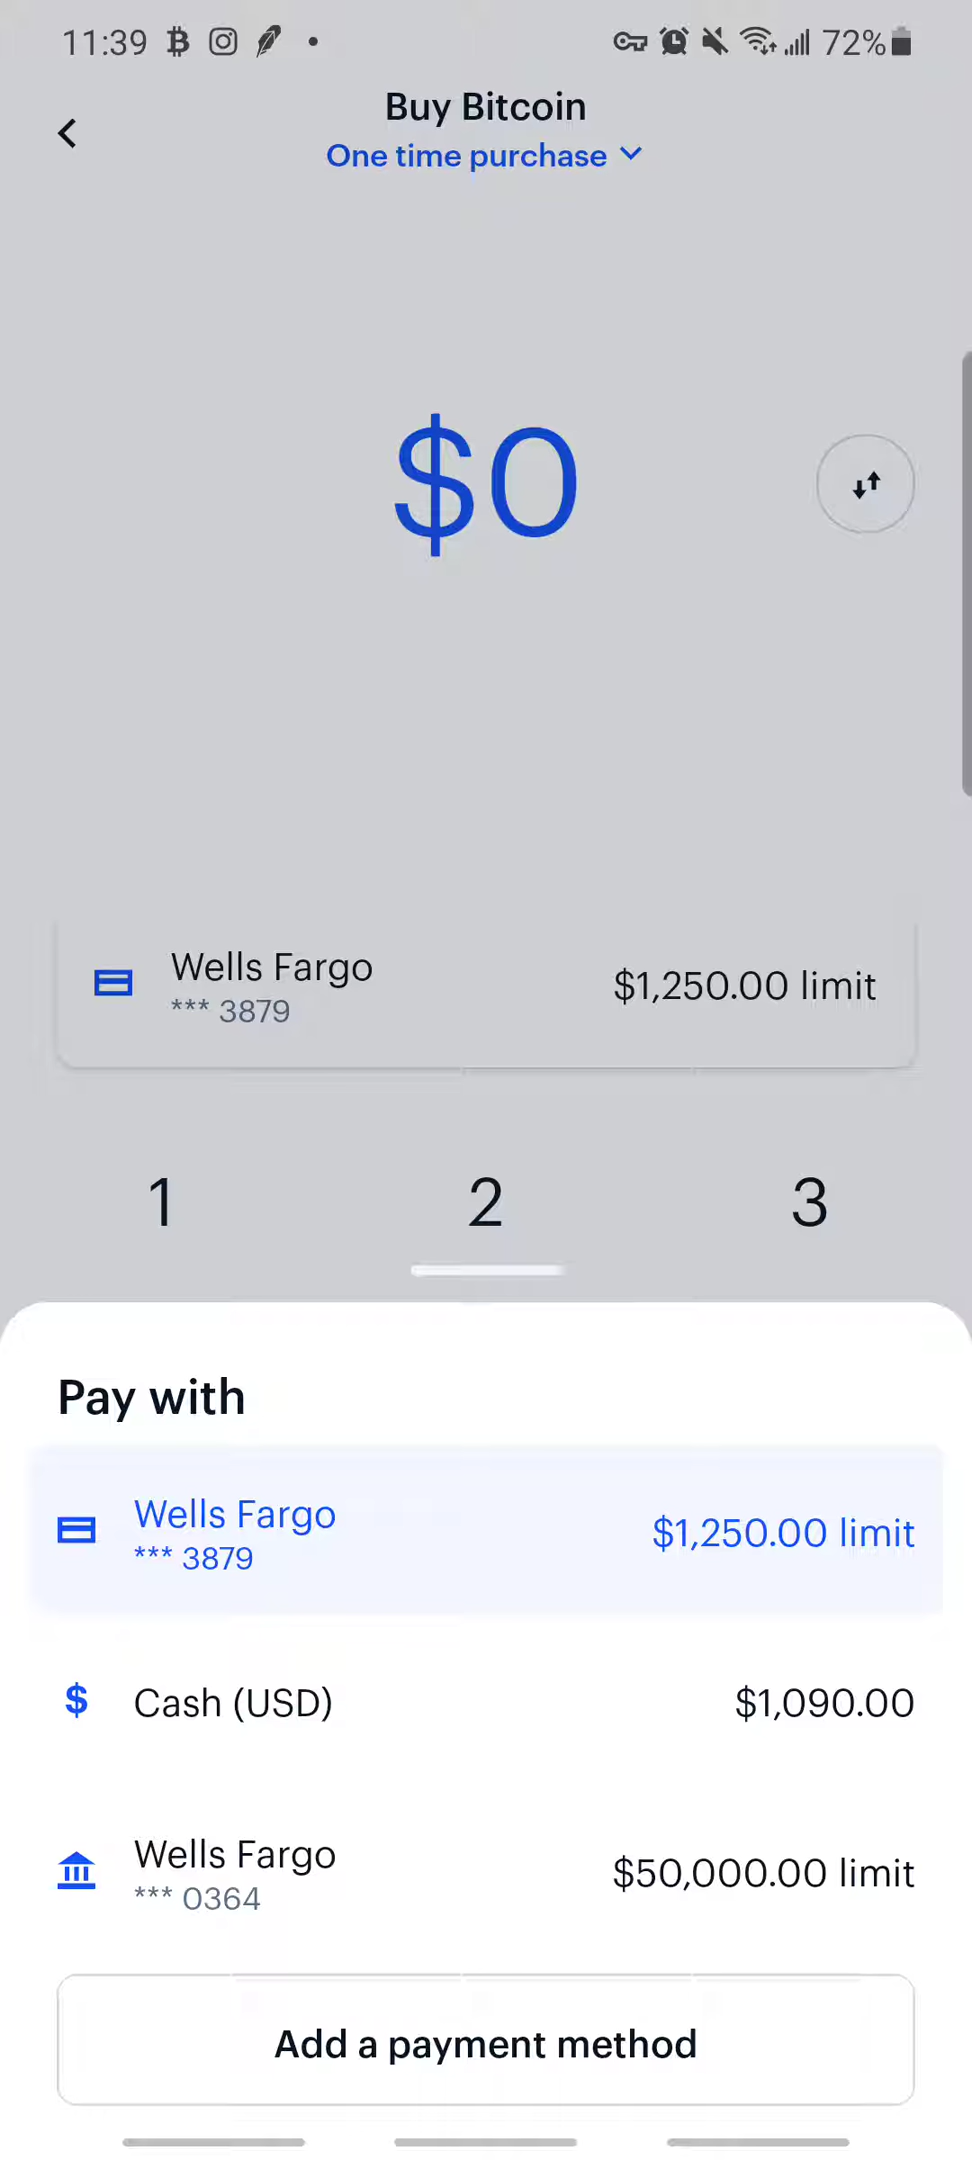 11:39
72%
Buy Bitcoin
One time purchase
$0
Wells Fargo
$1,250.00 limit
*** 3879
1 2 3
Pay with
Wells Fargo
$1,250.00 limit
*** 3879
$ Cash (USD) $1,090.00
Wells Fargo
$50,000.00 limit
*** 0364
Add a payment method